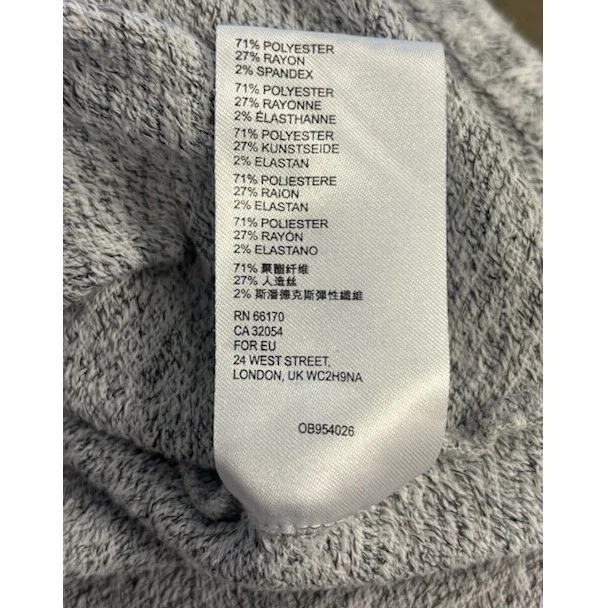 71% POLYESTER
27% RAYON
2% SPANDEX
71% POLYESTER
27% RAYONNE
2% ÉLASTHANNE
71% POLYESTER
27% KUNSTSEIDE
2% ELASTAN
71% POLIESTERE
27% RAION
2% ELASTAN
71% POLIESTER
27% RAYÓN
2% ELASTANO
71% 聚酯纤维
27% 人造丝
2% 斯潘德克斯彈性纖維
RN 66170
CA 32054
FOR EU
24 WEST STREET,
LONDON, UK WC2H9NA
OB954026